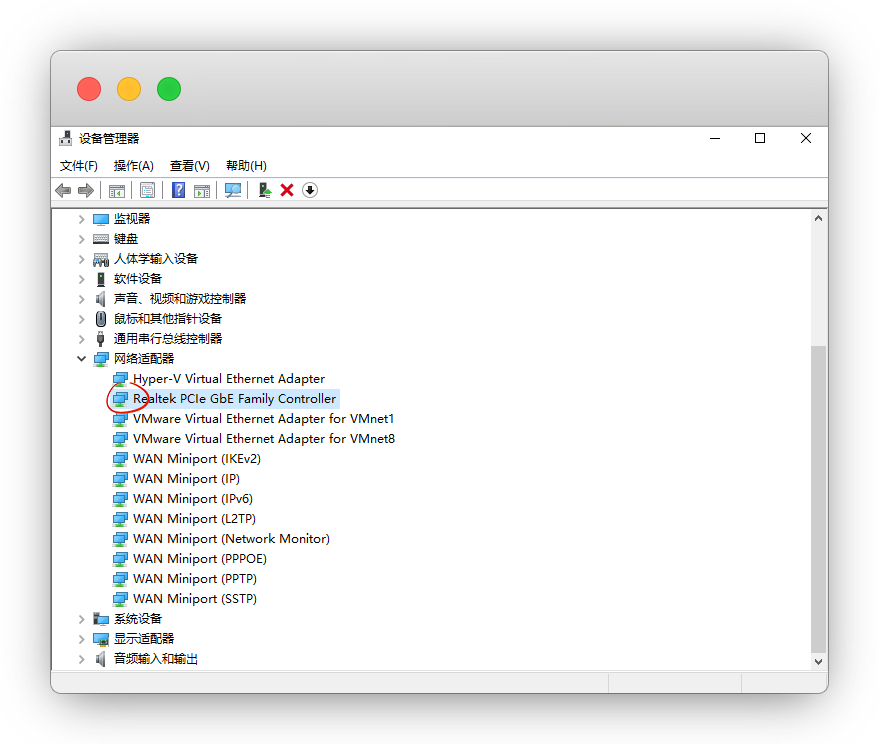 设备管理器
文件(F) 操作(A) 查看(V) 帮助(H)
监视器
键盘
人体学输入设备
软件设备
声音、视频和游戏控制器
鼠标和其他指针设备
通用串行总线控制器
网络适配器
Hyper-V Virtual Ethernet Adapter
Realtek PCIe GbE Family Controller
VMware Virtual Ethernet Adapter for VMnet1
VMware Virtual Ethernet Adapter for VMnet8
WAN Miniport (IKEv2)
WAN Miniport (IP)
WAN Miniport (IPv6)
WAN Miniport (L2TP)
WAN Miniport (Network Monitor)
WAN Miniport (PPPOE)
WAN Miniport (PPTP)
WAN Miniport (SSTP)
系统设备
显示适配器
音频输入和输出